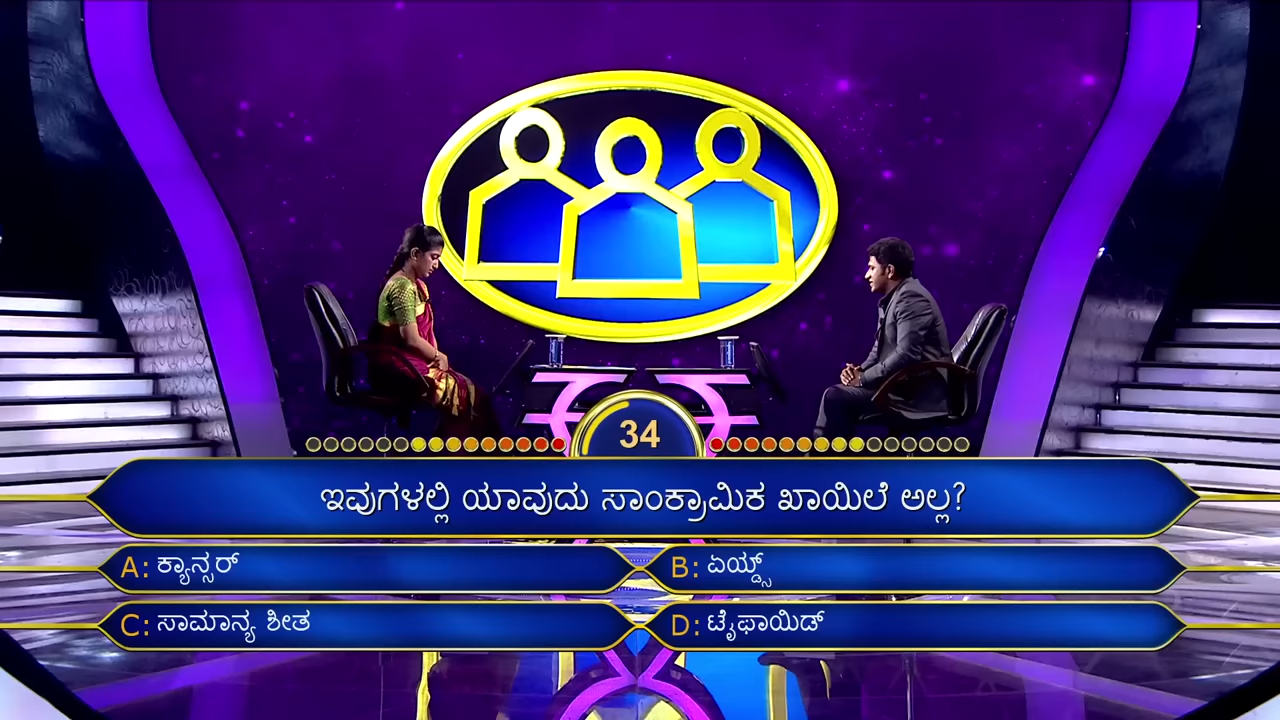 34
ಇವುಗಳಲ್ಲಿ ಯಾವುದು ಸಾಂಕ್ರಾಮಿಕ ಖಾಯಿಲೆ ಅಲ್ಲ?
A: ಕ್ಯಾನ್ಸರ್
B: ಏಯ್ಡ್ಸ್
C: ಸಾಮಾನ್ಯ ಶೀತ
D: ಟೈಫಾಯಿಡ್